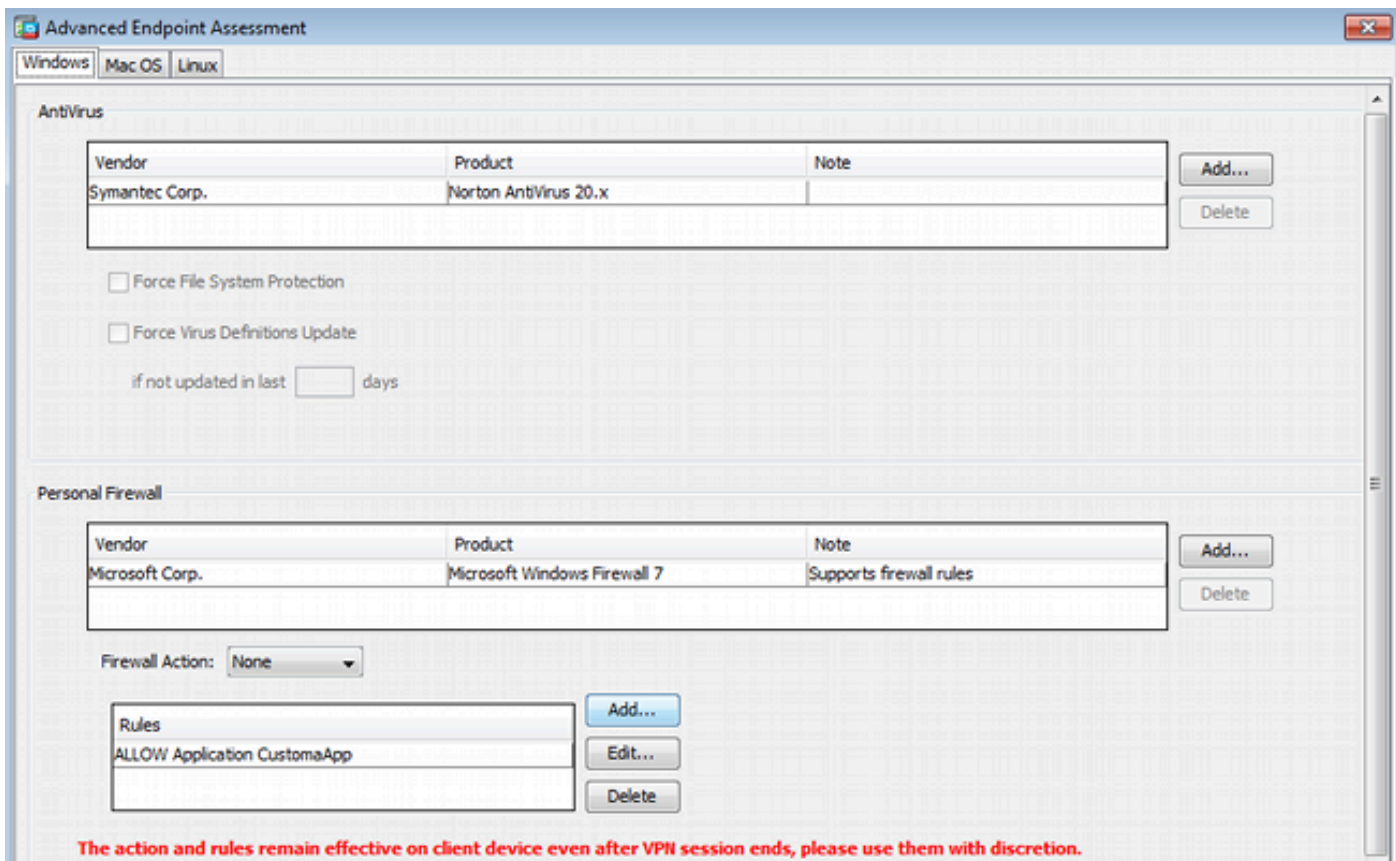 Advanced Endpoint Assessment
Windows Mac OS Linux
AntiVirus
Vendor Product Note
Add...
Symantec Corp. Norton AntiVirus 20.x
Delete
Force File System Protection
Force Virus Definitions Update
if not updated in last days
Personal Firewall
Vendor Product Note
Add...
Microsoft Corp. Microsoft Windows Firewall 7 Supports firewall rules
Delete
Firewall Action: None
Add...
Rules
ALLOW Application CustomaApp
Edit...
Delete
The action and rules remain effective on client device even after VPN session ends, please use them with discretion.